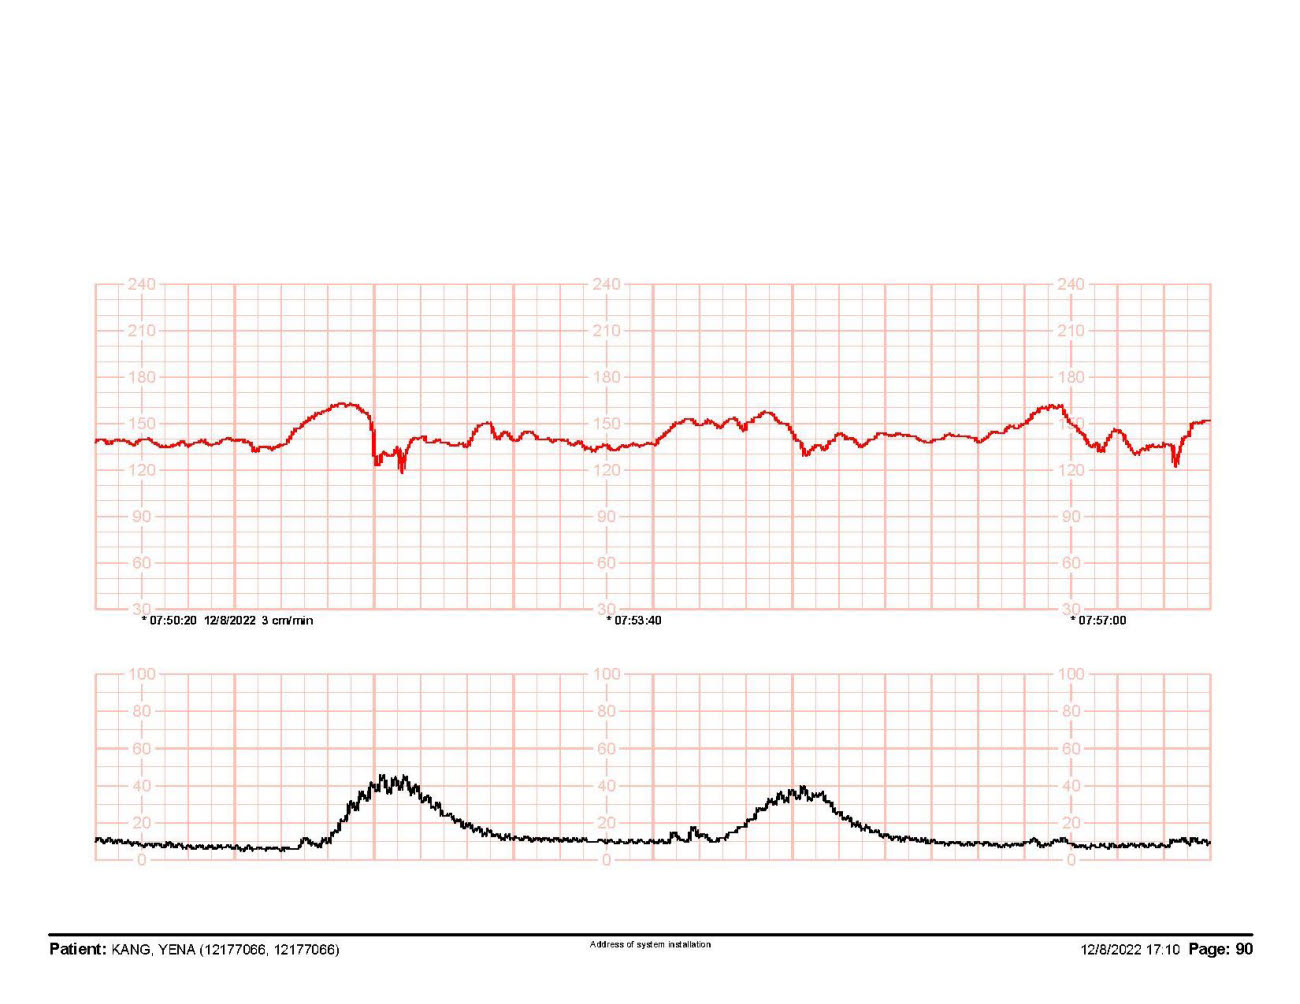 240 240 240
210 210 210
180 180 180
150 150 150
120 120 120
90 90 90
60 60 60
30 30 30
* 07:50:20 12/8/2022 3 cm/min * 07:53:40 * 07:57:00
100 100 100
80 80 80
60 60 60
40 40 40
20 20 20
0 0 0
Patient: KANG, YENA (12177066, 12177066) Address of system installation 12/8/2022 17:10 Page: 90